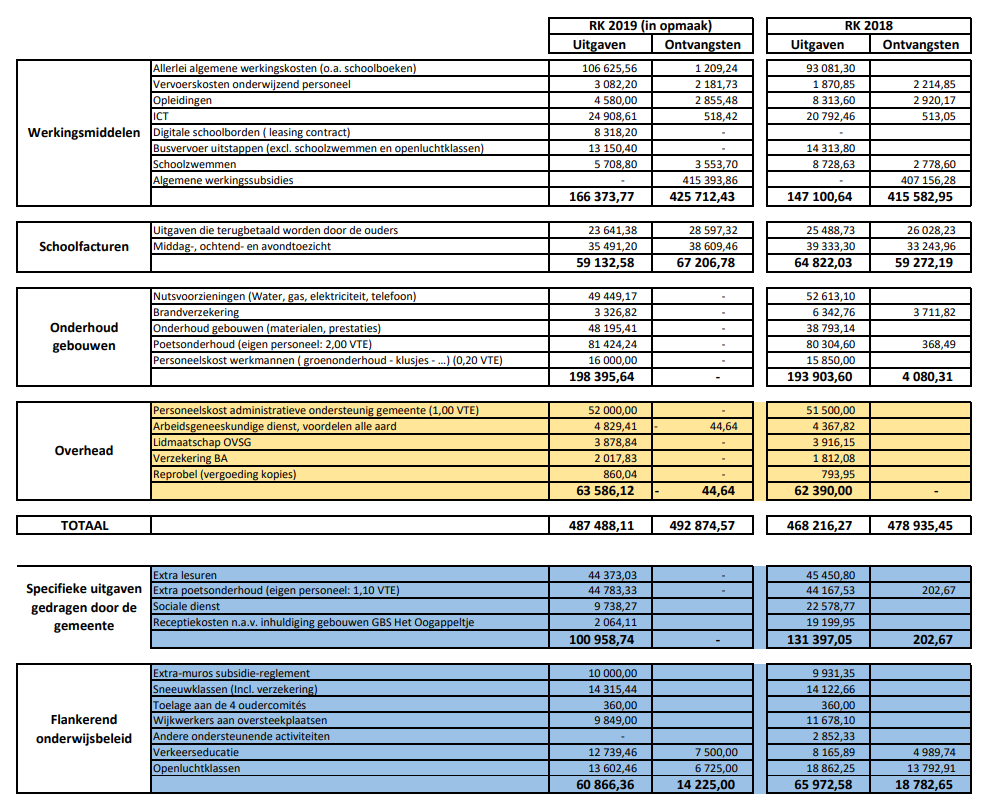 RK 2019 (in opmaak) RK 2018
Uitgaven Ontvangsten Uitgaven Ontvangsten
Werkingsmiddelen
Allerlei algemene werkingskosten (o.a. schoolboeken) 106 625,56 1 209,24 93 081,30
Vervoerskosten onderwijzend personeel 3 082,20 2 181,73 1 870,85 2 214,85
Opleidingen 4 580,00 2 855,48 8 313,60 2 920,17
ICT 24 908,61 518,42 20 792,46 513,05
Digitale schoolborden ( leasing contract) 8 318,20 - -
Busvervoer uitstappen (excl. schoolzwemmen en openluchtklassen) 13 150,40 - 14 313,80
Schoolzwemmen 5 708,80 3 553,70 8 728,63 2 778,60
Algemene werkingssubsidies - 415 393,86 - 407 156,28
166 373,77 425 712,43 147 100,64 415 582,95
Schoolfacturen
Uitgaven die terugbetaald worden door de ouders 23 641,38 28 597,32 25 488,73 26 028,23
Middag-, ochtend- en avondtoezicht 35 491,20 38 609,46 39 333,30 33 243,96
59 132,58 67 206,78 64 822,03 59 272,19
Onderhoud
gebouwen
Nutsvoorzieningen (Water, gas, elektriciteit, telefoon) 49 449,17 - 52 613,10
Brandverzekering 3 326,82 - 6 342,76 3 711,82
Onderhoud gebouwen (materialen, prestaties) 48 195,41 - 38 793,14
Poetsonderhoud (eigen personeel: 2,00 VTE) 81 424,24 - 80 304,60 368,49
Personeelskost werkmannen ( groenonderhoud - klusjes - ...) (0,20 VTE) 16 000,00 - 15 850,00
198 395,64 - 193 903,60 4 080,31
Overhead
Personeelskost administratieve ondersteunig gemeente (1,00 VTE) 52 000,00 - 51 500,00
Arbeidsgeneeskundige dienst, voordelen alle aard 4 829,41 - 44,64 4 367,82
Lidmaatschap OVSG 3 878,84 - 3 916,15
Verzekering BA 2 017,83 - 1 812,08
Reprobel (vergoeding kopies) 860,04 - 793,95
63 586,12 - 44,64 62 390,00 -
TOTAAL 487 488,11 492 874,57 468 216,27 478 935,45
Specifieke uitgaven
gedragen door de
gemeente
Extra lesuren 44 373,03 - 45 450,80
Extra poetsonderhoud (eigen personeel: 1,10 VTE) 44 783,33 - 44 167,53 202,67
Sociale dienst 9 738,27 22 578,77
Receptiekosten n.a.v. inhuldiging gebouwen GBS Het Oogappeltje 2 064,11 19 199,95
100 958,74 - 131 397,05 202,67
Flankerend
onderwijsbeleid
Extra-muros subsidie-reglement 10 000,00 9 931,35
Sneeuwklassen (Incl. verzekering) 14 315,44 14 122,66
Toelage aan de 4 oudercomités 360,00 360,00
Wijkwerkers aan oversteekplaatsen 9 849,00 11 678,10
Andere ondersteunende activiteiten - 2 852,33
Verkeerseducatie 12 739,46 7 500,00 8 165,89 4 989,74
Openluchtklassen 13 602,46 6 725,00 18 862,25 13 792,91
60 866,36 14 225,00 65 972,58 18 782,65